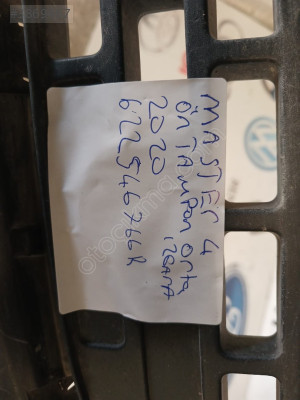 MASTER 4
ÖN TAMPON ORTA
IZGARA
2020
622546766R